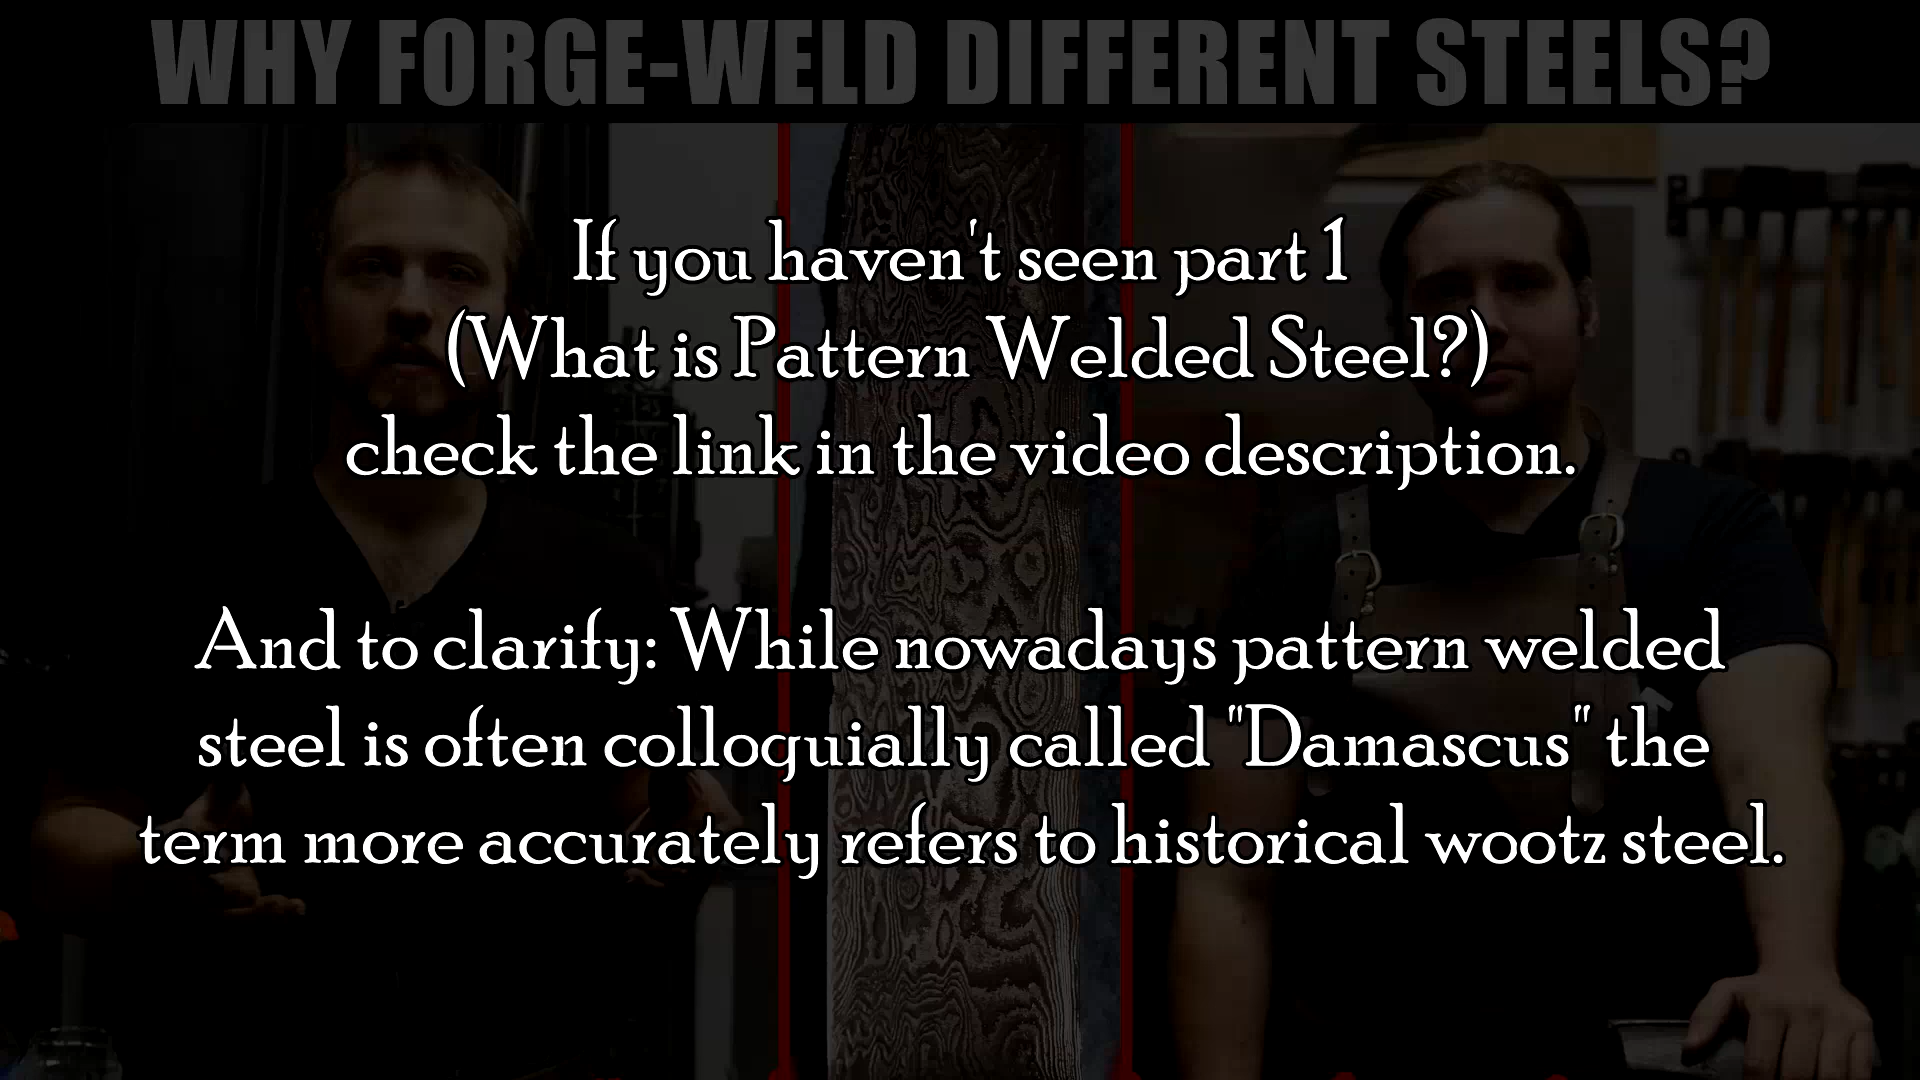 WHY FORGE-WELD DIFFERENT STEELS?
If you haven't seen part 1
(What is Pattern Welded Steel?)
check the link in the video description.
And to clarify: While nowadays pattern welded
steel is often colloquially called "Damascus" the
term more accurately refers to historical wootz steel.